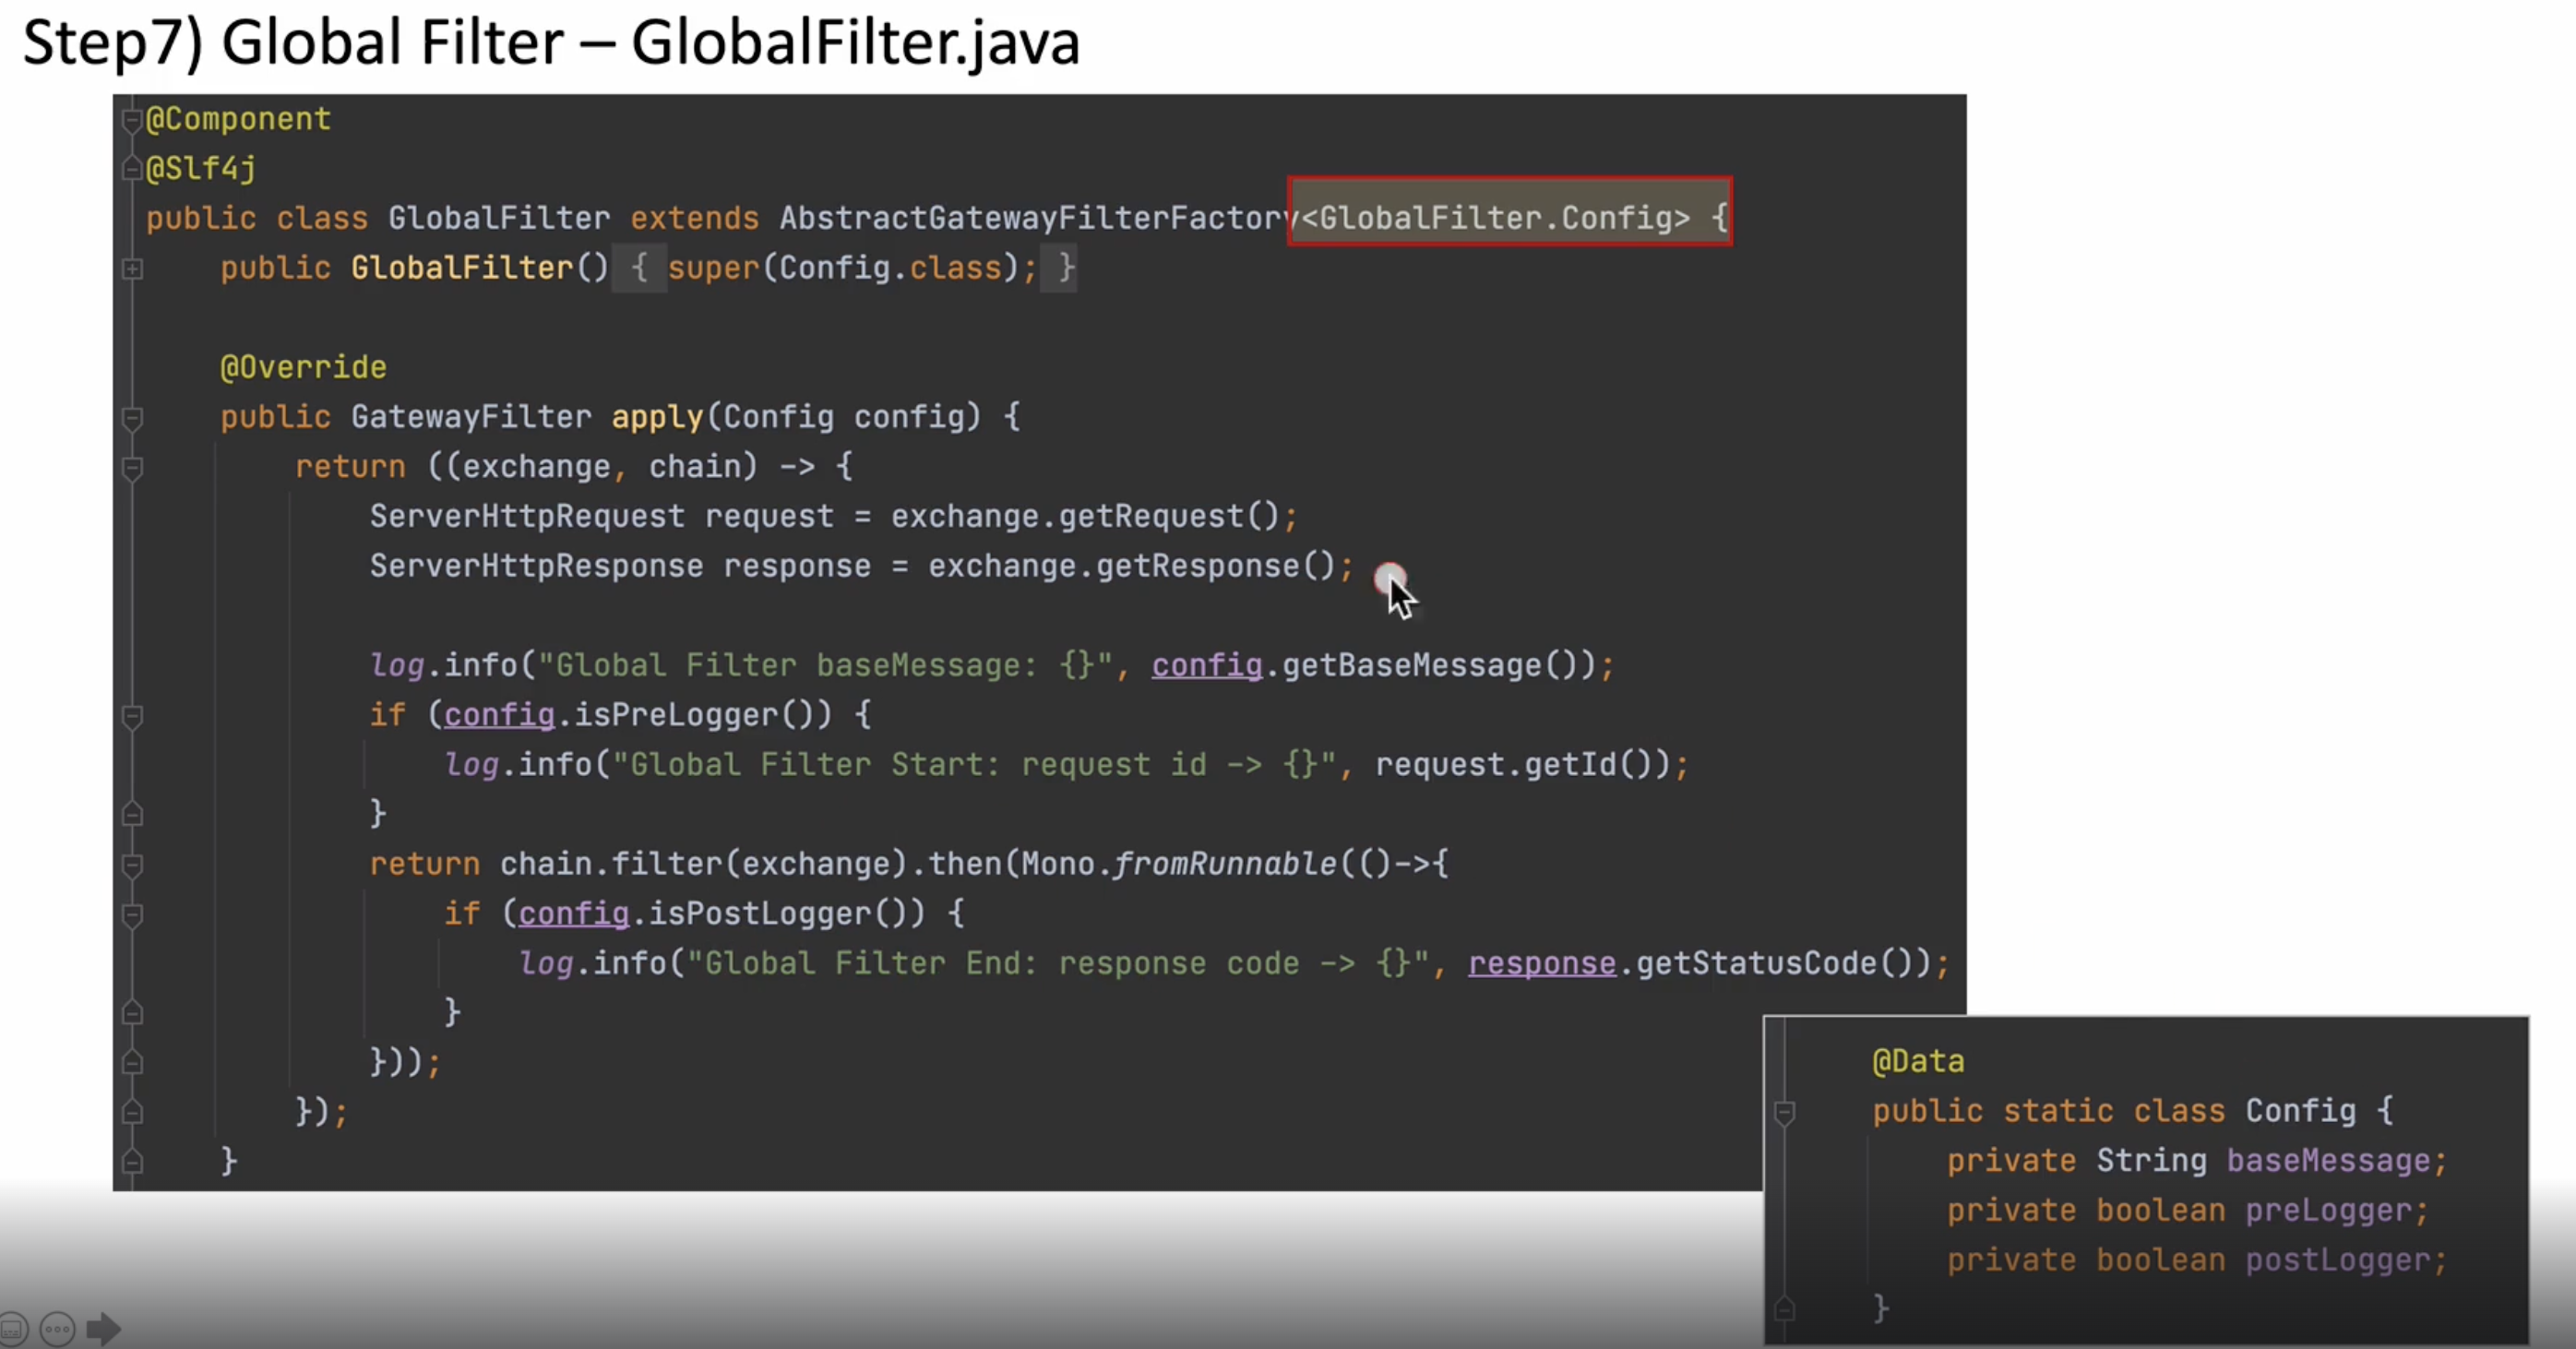 Step7) Global Filter – GlobalFilter.java
@Component
@Slf4j
public class GlobalFilter extends AbstractGatewayFilterFactory<GlobalFilter.Config> {
    public GlobalFilter() { super(Config.class); }
    @Override
    public GatewayFilter apply(Config config) {
        return ((exchange, chain) -> {
            ServerHttpRequest request = exchange.getRequest();
            ServerHttpResponse response = exchange.getResponse();
            log.info("Global Filter baseMessage: {}", config.getBaseMessage());
            if (config.isPreLogger()) {
                log.info("Global Filter Start: request id -> {}", request.getId());
            }
            return chain.filter(exchange).then(Mono.fromRunnable(()->{
                if (config.isPostLogger()) {
                    log.info("Global Filter End: response code -> {}", response.getStatusCode());
                }
            }));
        });
    }
@Data
public static class Config {
    private String baseMessage;
    private boolean preLogger;
    private boolean postLogger;
}